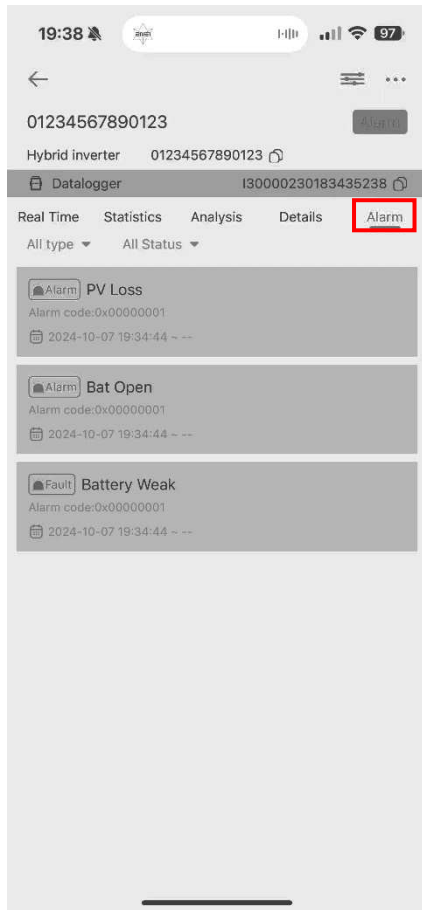 19:38
97
01234567890123
Alarm
Hybrid inverter 01234567890123
Datalogger I30000230183435238
Real Time Statistics Analysis Details Alarm
All type All Status
Alarm PV Loss
Alarm code:0x00000001
2024-10-07 19:34:44 ~ --
Alarm Bat Open
Alarm code:0x00000001
2024-10-07 19:34:44 ~ --
Fault Battery Weak
Alarm code:0x00000001
2024-10-07 19:34:44 ~ --